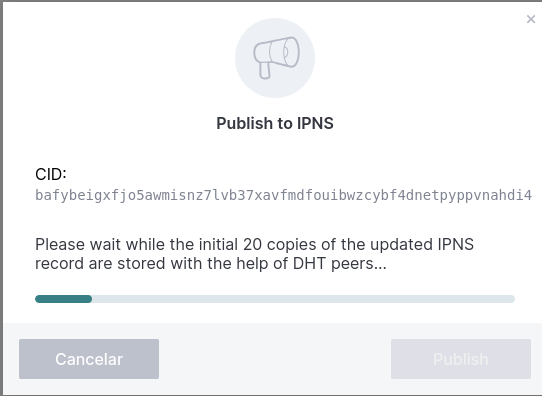 Publish to IPNS
CID:
bafybeigxfjo5awmisnz7lvb37xavfmdfouibwzcybf4dnetpyppvnahdi4
Please wait while the initial 20 copies of the updated IPNS
record are stored with the help of DHT peers...
Cancelar
Publish